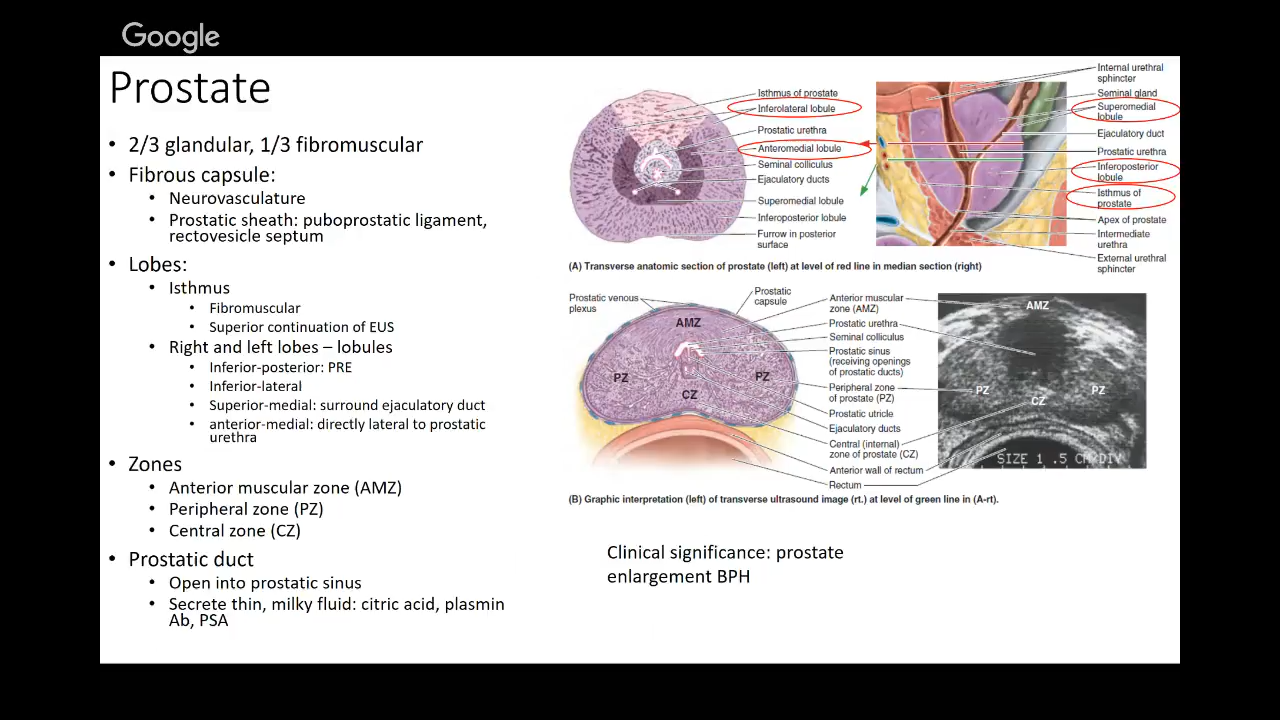 Google
Prostate
• 2/3 glandular, 1/3 fibromuscular
• Fibrous capsule:
• Neurovasculature
• Prostatic sheath: puboprostatic ligament,
rectovesicle septum
• Lobes:
• Isthmus
• Fibromuscular
• Superior continuation of EUS
• Right and left lobes – lobules
• Inferior-posterior: PRE
• Inferior-lateral
• Superior-medial: surround ejaculatory duct
• anterior-medial: directly lateral to prostatic
urethra
• Zones
• Anterior muscular zone (AMZ)
• Peripheral zone (PZ)
• Central zone (CZ)
• Prostatic duct
• Open into prostatic sinus
• Secrete thin, milky fluid: citric acid, plasmin
Ab, PSA
Isthmus of prostate
Inferolateral lobule
Prostatic urethra
Anteromedial lobule
Seminal colliculus
Ejaculatory ducts
Superomedial lobule
Inferoposterior lobule
Furrow in posterior
surface
Internal urethral
sphincter
Seminal gland
Superomedial
lobule
Ejaculatory duct
Prostatic urethra
Inferoposterior
lobule
Isthmus of
prostate
Apex of prostate
Intermediate
urethra
External urethral
sphincter
(A) Transverse anatomic section of prostate (left) at level of red line in median section (right)
Prostatic venous
plexus
Prostatic
capsule
AMZ
PZ
PZ
CZ
Anterior muscular
zone (AMZ)
Prostatic urethra
Seminal colliculus
Prostatic sinus
(receiving openings
of prostatic ducts)
Peripheral zone
of prostate (PZ)
Prostatic utricle
Ejaculatory ducts
Central (internal)
zone of prostate (CZ)
Anterior wall of rectum
Rectum
AMZ
PZ
PZ
CZ
SIZE 1 .5 CM/DIV
(B) Graphic interpretation (left) of transverse ultrasound image (rt.) at level of green line in (A-rt).
Clinical significance: prostate
enlargement BPH